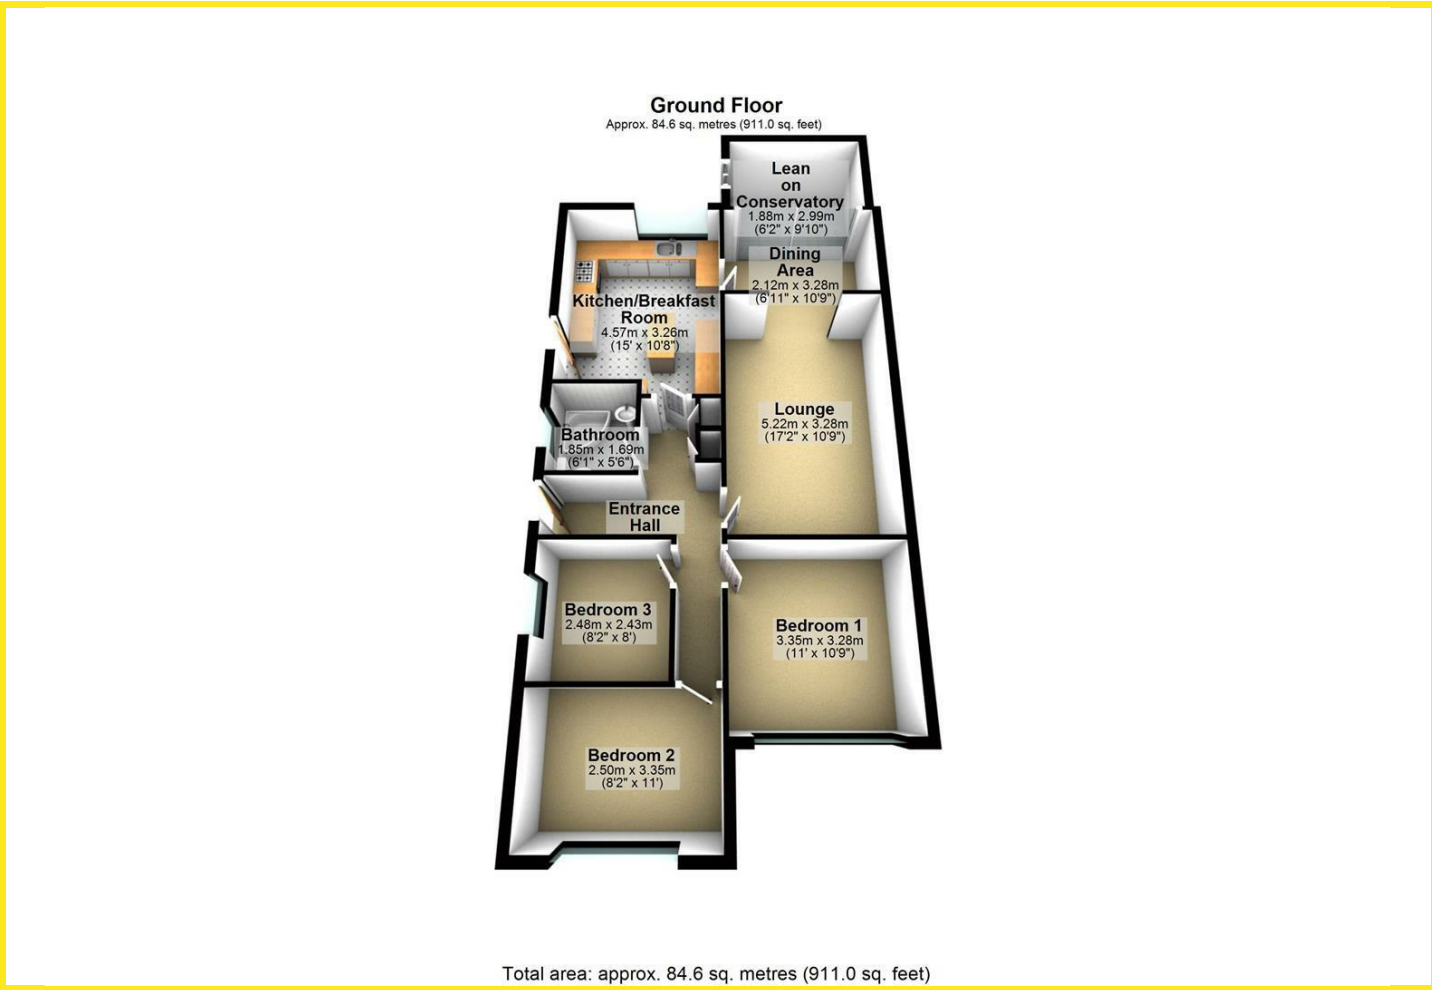 Ground Floor
Approx. 84.6 sq. metres (911.0 sq. feet)
Lean
on
Conservatory
1.88m x 2.99m
(6'2" x 9'10")
Dining
Area
2.12m x 3.28m
(6'11" x 10'9")
Kitchen/Breakfast
Room
4.57m x 3.26m
(15' x 10'8")
Lounge
5.22m x 3.28m
(17'2" x 10'9")
Bathroom
1.85m x 1.69m
(6'1" x 5'6")
Entrance
Hall
Bedroom 3
2.48m x 2.43m
(8'2" x 8')
Bedroom 1
3.35m x 3.28m
(11' x 10'9")
Bedroom 2
2.50m x 3.35m
(8'2" x 11')
Total area: approx. 84.6 sq. metres (911.0 sq. feet)